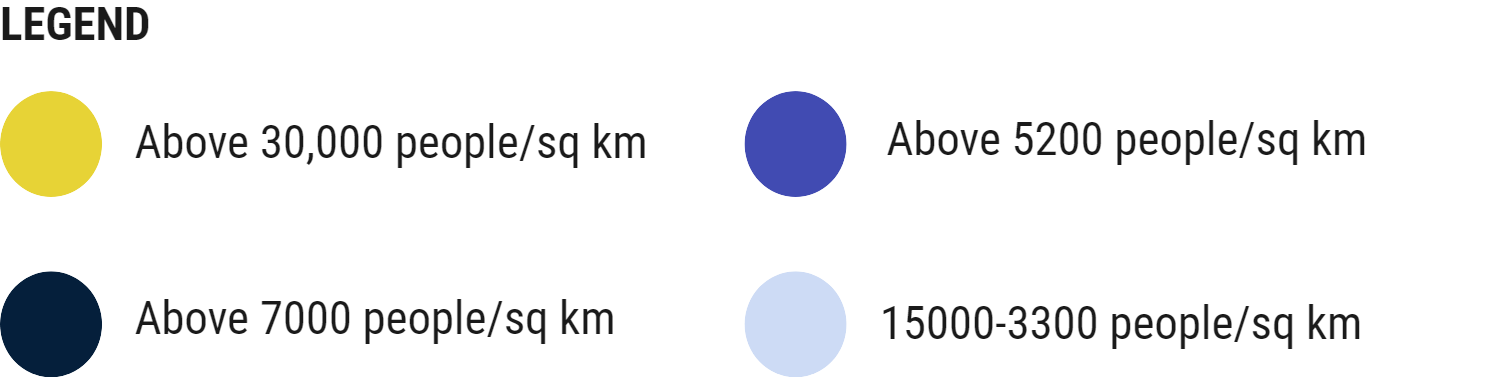 LEGEND
Above 30,000 people/sq km
Above 5200 people/sq km
Above 7000 people/sq km
15000-3300 people/sq km